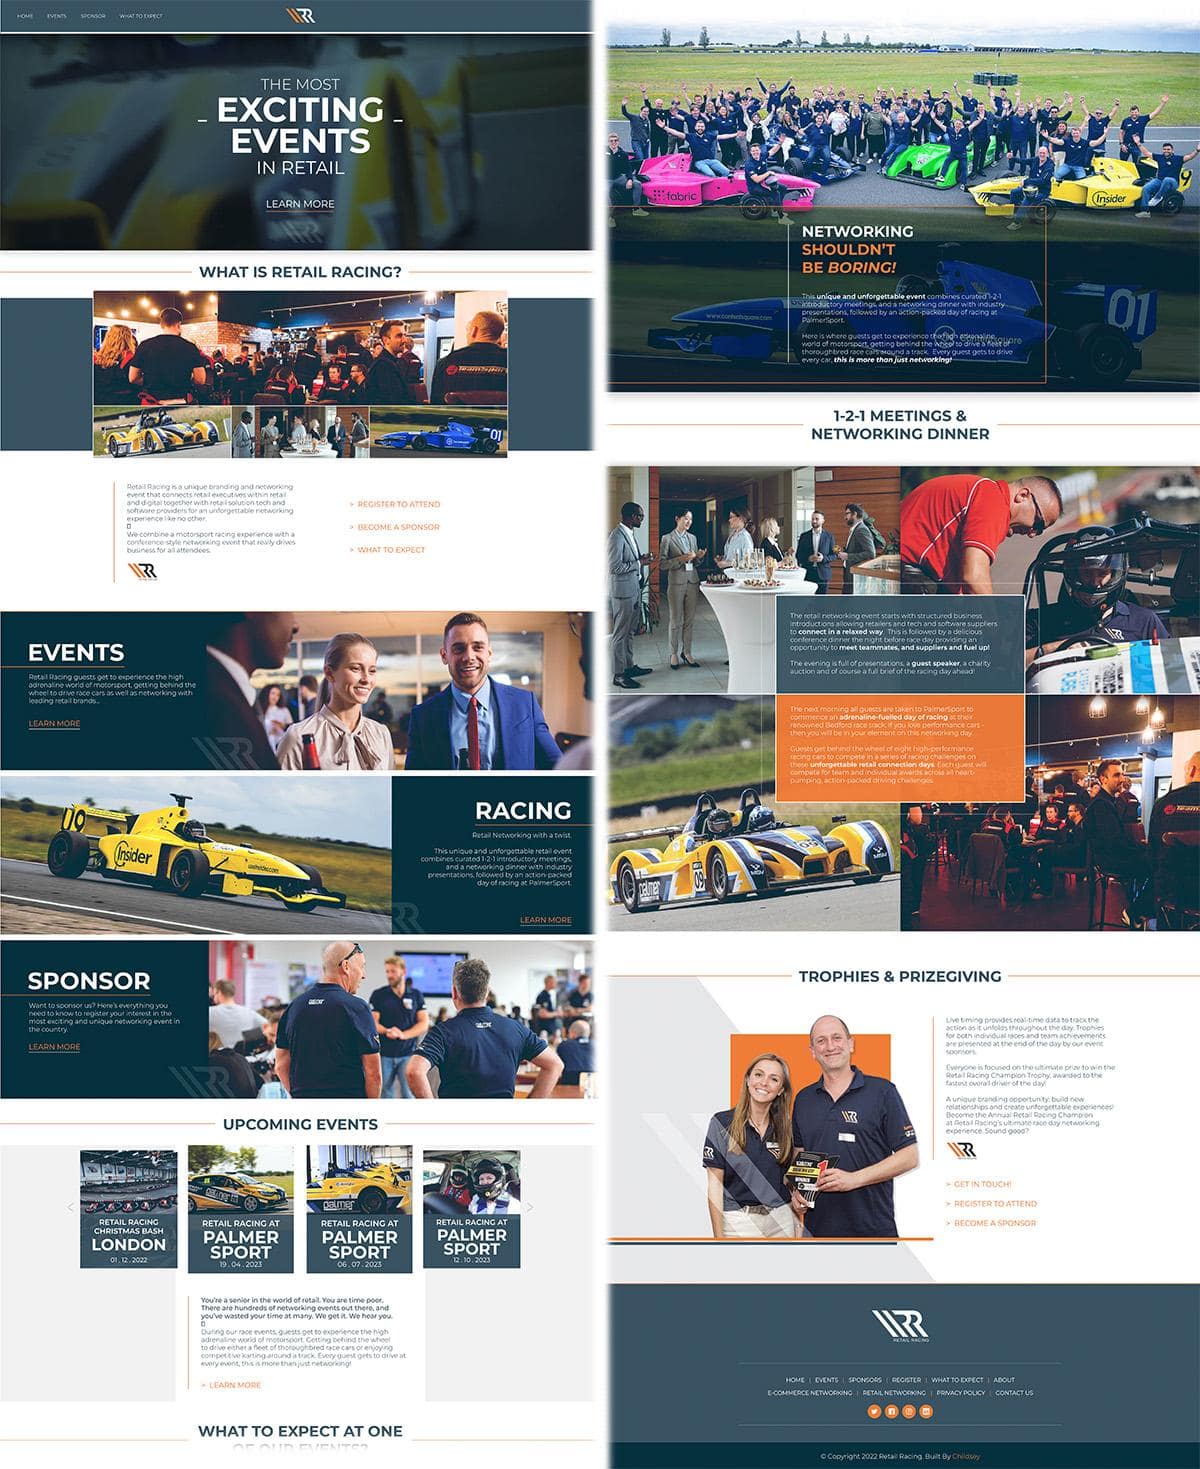 HOME EVENTS SPONSOR WHAT TO EXPECT
THE MOST
_ EXCITING _
EVENTS
IN RETAIL
LEARN MORE
WHAT IS RETAIL RACING?
01
Retail Racing is a unique branding and networking
event that connects retail executives within retail
and digital together with retail solution tech and
software providers for an unforgettable networking
experience like no other.
We combine a motorsport racing experience with a
conference-style networking event that really drives
business for all attendees.
> REGISTER TO ATTEND
> BECOME A SPONSOR
> WHAT TO EXPECT
EVENTS
Retail Racing guests get to experience the high
adrenaline world of motorsport, getting behind the
wheel to drive race cars as well as networking with
leading retail brands...
LEARN MORE
Insider
RACING
Retail Networking with a twist.
This unique and unforgettable retail event
combines curated 1-2-1 introductory meetings,
and a networking dinner with industry
presentations, followed by an action-packed
day of racing at PalmerSport.
LEARN MORE
SPONSOR
Want to sponsor us? Here's everything you
need to know to register your interest in the
most exciting and unique networking event in
the country.
LEARN MORE
UPCOMING EVENTS
< >
RETAIL RACING
CHRISTMAS BASH
LONDON
01 . 12 . 2022
RETAIL RACING AT
PALMER
SPORT
19 . 04 . 2023
palmer
RETAIL RACING AT
PALMER
SPORT
06 . 07 . 2023
RETAIL RACING AT
PALMER
SPORT
12 . 10 . 2023
You're a senior in the world of retail. You are time poor.
There are hundreds of networking events out there, and
you've wasted your time at many. We get it. We hear you.
During our race events, guests get to experience the high
adrenaline world of motorsport. Getting behind the wheel
to drive either a fleet of thoroughbred race cars or enjoying
competitive karting around a track. Every guest gets to drive at
every event, this is more than just networking!
> LEARN MORE
WHAT TO EXPECT AT ONE
OF OUR EVENTS?
fabric
Insider
9
NETWORKING
SHOULDN'T
BE BORING!
This unique and unforgettable event combines curated 1-2-1
introductory meetings, and a networking dinner with industry
presentations, followed by an action-packed day of racing at
PalmerSport.
Here is where guests get to experience the high adrenaline,
world of motorsport, getting behind the wheel to drive a fleet of
thoroughbred race cars around a track. Every guest gets to drive
every car, this is more than just networking!
www.contentsquare.com
01
1-2-1 MEETINGS &
NETWORKING DINNER
The retail networking event starts with structured business
introductions allowing retailers and tech and software suppliers
to connect in a relaxed way. This is followed by a delicious
conference dinner the night before race day providing an
opportunity to meet teammates, and suppliers and fuel up!
The evening is full of presentations, a guest speaker, a charity
auction and of course a full brief of the racing day ahead!
The next morning all guests are taken to PalmerSport to
commence an adrenaline-fuelled day of racing at their
renowned Bedford race track. If you love performance cars -
then you will be in your element on this networking day.
Guests get behind the wheel of eight high-performance
racing cars to compete in a series of racing challenges on
these unforgettable retail connection days. Each guest will
compete for team and individual awards across all heart-
pumping, action-packed driving challenges.
palmer
09
TROPHIES & PRIZEGIVING
Live timing provides real-time data to track the
action as it unfolds throughout the day. Trophies
for both individual races and team achievements
are presented at the end of the day by our event
sponsors.
Everyone is focused on the ultimate prize to win the
Retail Racing Champion Trophy, awarded to the
fastest overall driver of the day!
A unique branding opportunity: build new
relationships and create unforgettable experiences!
Become the Annual Retail Racing Champion
at Retail Racing's ultimate race day networking
experience. Sound good?
> GET IN TOUCH!
> REGISTER TO ATTEND
> BECOME A SPONSOR
RETAIL RACING
HOME | EVENTS | SPONSORS | REGISTER | WHAT TO EXPECT | ABOUT
E-COMMERCE NETWORKING | RETAIL NETWORKING | PRIVACY POLICY | CONTACT US
© Copyright 2022 Retail Racing. Built By Childsey